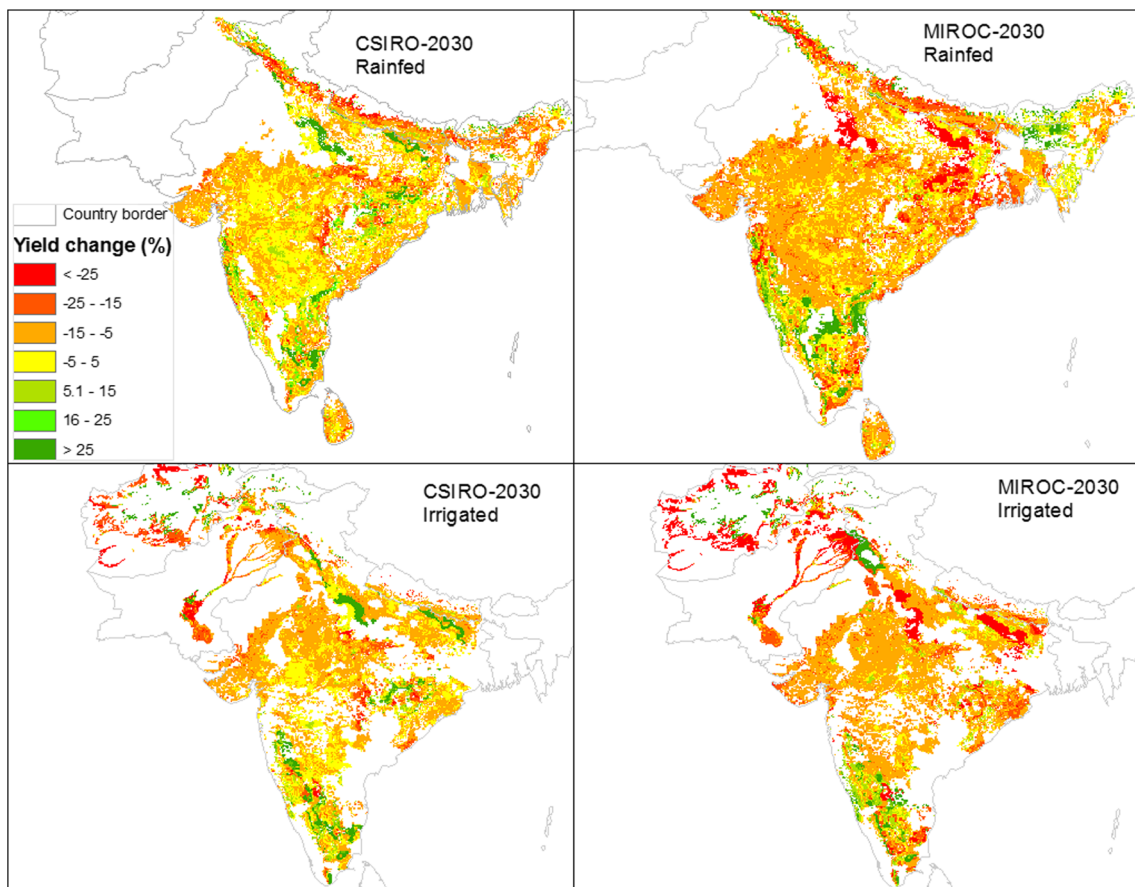 CSIRO-2030
Rainfed
MIROC-2030
Rainfed
Country border
Yield change (%)
< -25
-25 - -15
-15 - -5
-5 - 5
5.1 - 15
16 - 25
> 25
CSIRO-2030
Irrigated
MIROC-2030
Irrigated